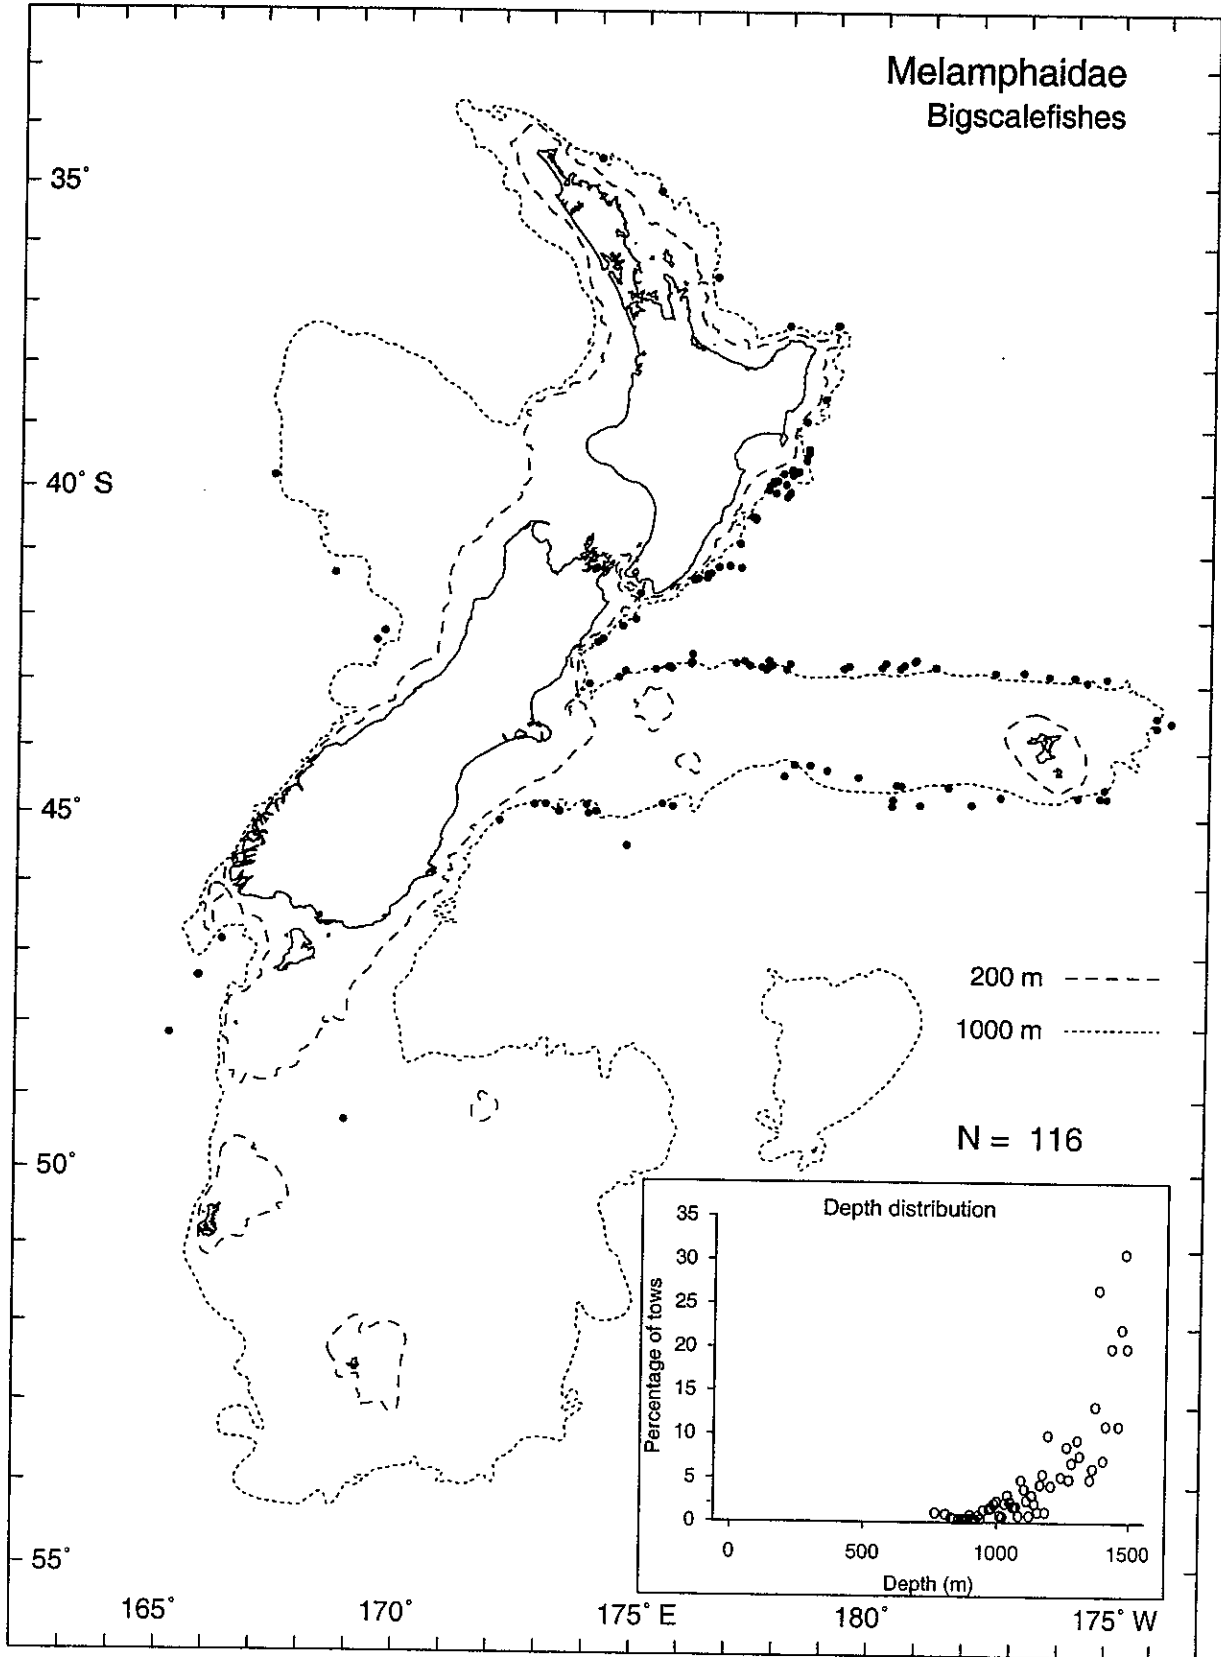 Melamphaidae
Bigscalefishes
35°
40° S
45°
200 m
1000 m
N = 116
50°
Depth distribution
35
30
25
20
15
10
5
0
Percentage of tows
0 500 1000 1500
Depth (m)
55°
165° 170° 175° E 180° 175° W